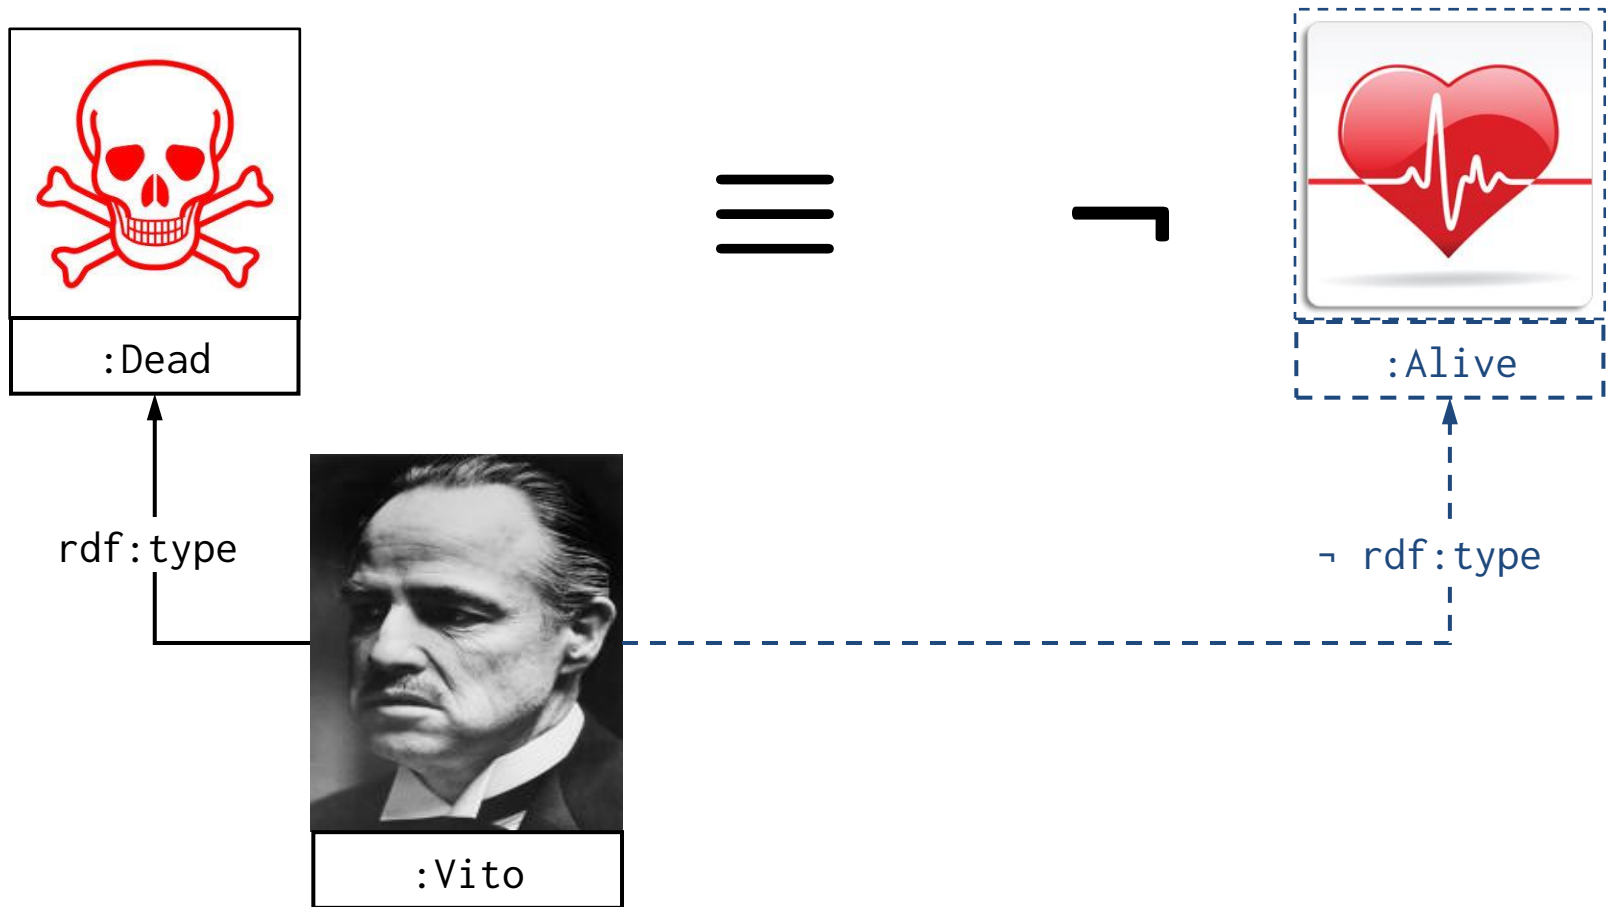 ≡ ¬
:Dead
:Alive
rdf:type
¬ rdf:type
:Vito